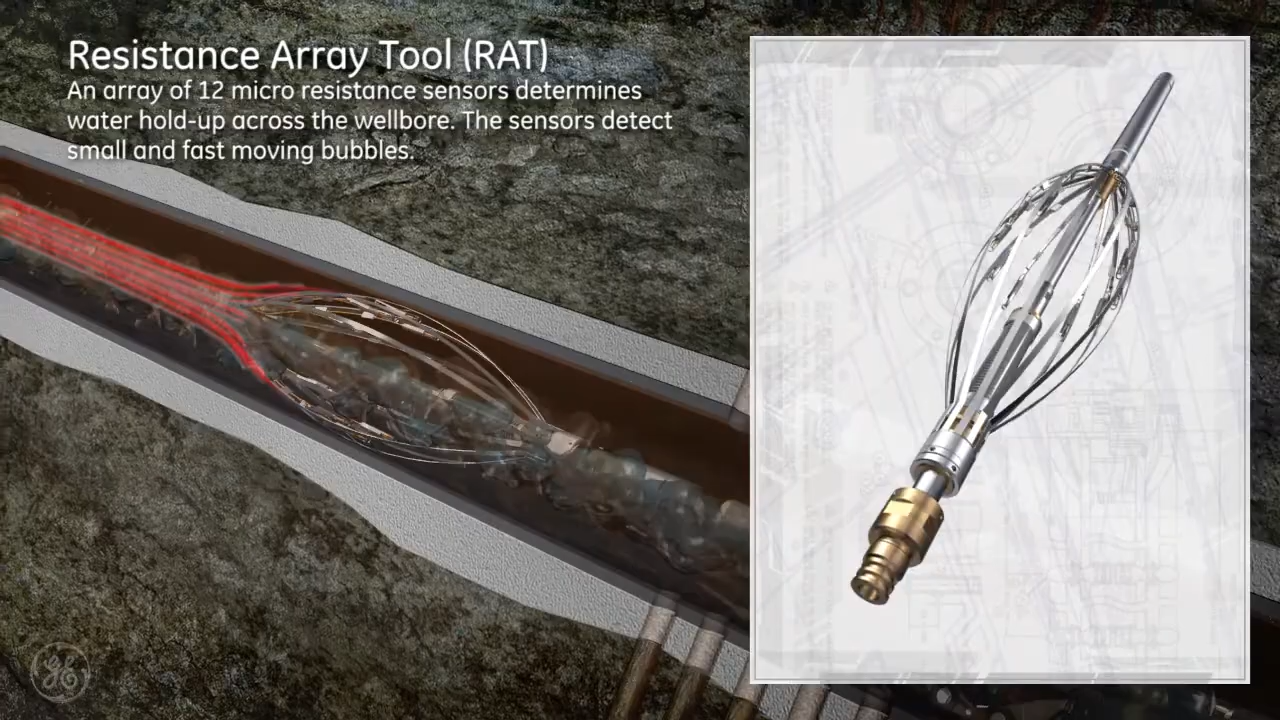 Resistance Array Tool (RAT)
An array of 12 micro resistance sensors determines
water hold-up across the wellbore. The sensors detect
small and fast moving bubbles.
GE